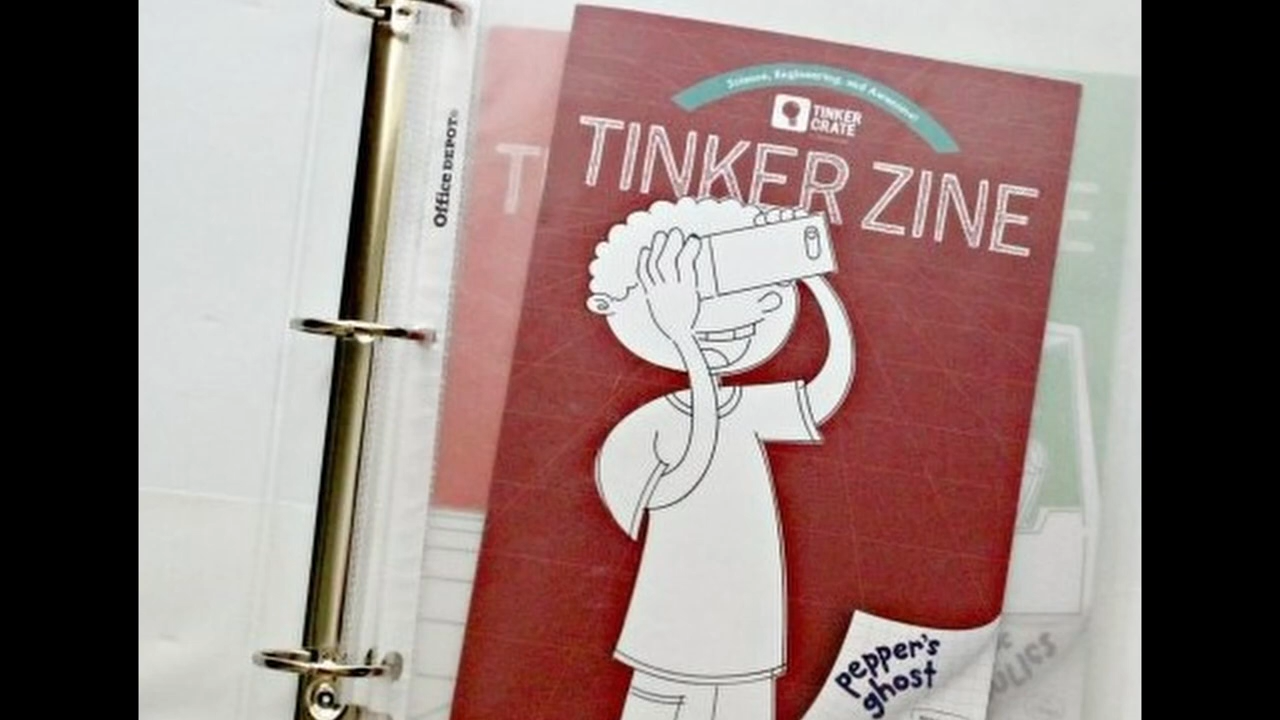 Office DEPOT®
Science, Engineering, and Awesome!
TINKER
CRATE
TINKER ZINE
T
E
pepper's
ghost